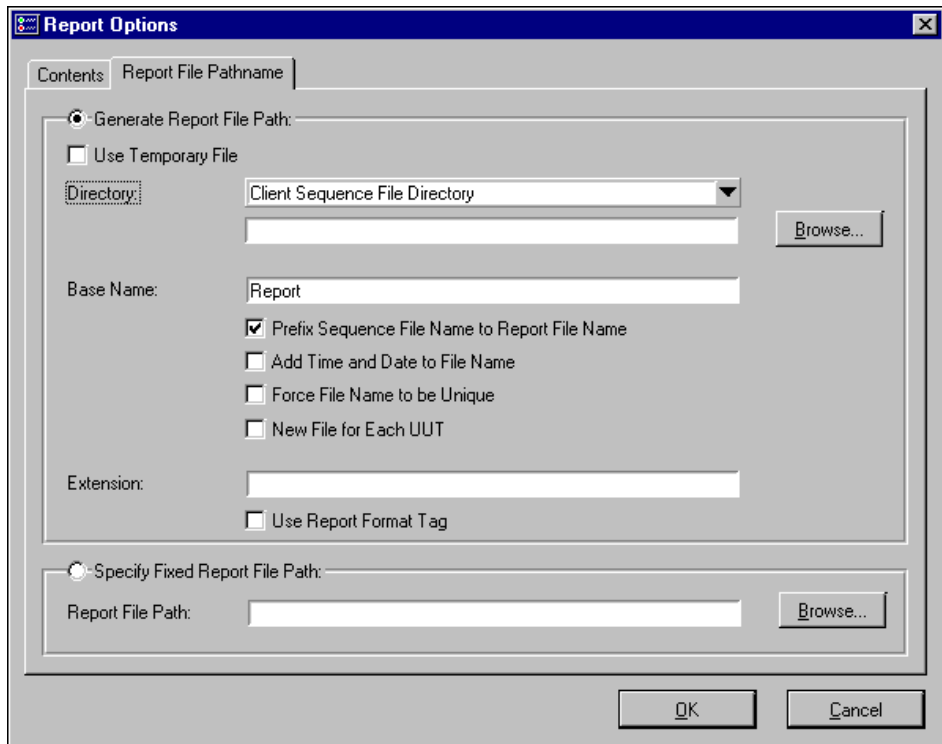 Report Options
Contents
Report File Pathname
Generate Report File Path:
Use Temporary File
Directory:
Client Sequence File Directory
Browse...
Base Name:
Report
Prefix Sequence File Name to Report File Name
Add Time and Date to File Name
Force File Name to be Unique
New File for Each UUT
Extension:
Use Report Format Tag
Specify Fixed Report File Path:
Report File Path:
Browse...
OK
Cancel